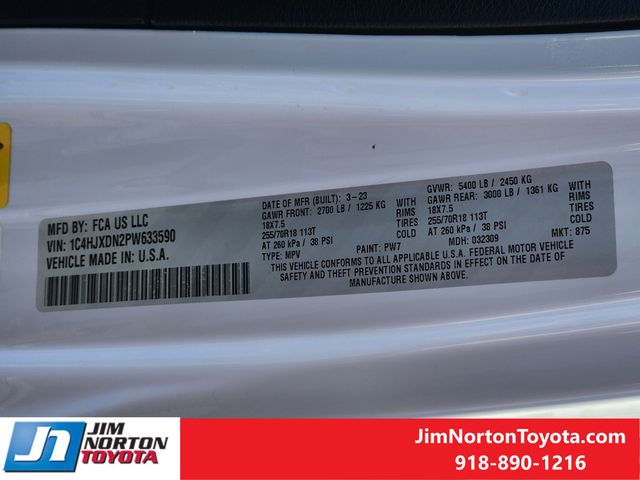 MFD BY: FCA US LLC
VIN: 1C4HJXDN2PW633590
VEHICLE MADE IN: U.S.A.
DATE OF MFR (BUILT): 3-23
GAWR FRONT: 2700 LB / 1225 KG WITH
18X7.5 RIMS
255/70R18 113T TIRES
AT 260 kPa / 38 PSI COLD
TYPE: MPV PAINT: PW7
GVWR: 5400 LB / 2450 KG
GAWR REAR: 3000 LB / 1361 KG WITH
18X7.5 RIMS
255/70R18 113T TIRES
AT 260 kPa / 38 PSI COLD
MDH: 032309 MKT: 875
THIS VEHICLE CONFORMS TO ALL APPLICABLE U.S.A. FEDERAL MOTOR VEHICLE
SAFETY AND THEFT PREVENTION STANDARDS IN EFFECT ON THE DATE OF
MANUFACTURE SHOWN ABOVE.
JIM
NORTON
TOYOTA
JimNortonToyota.com
918-890-1216